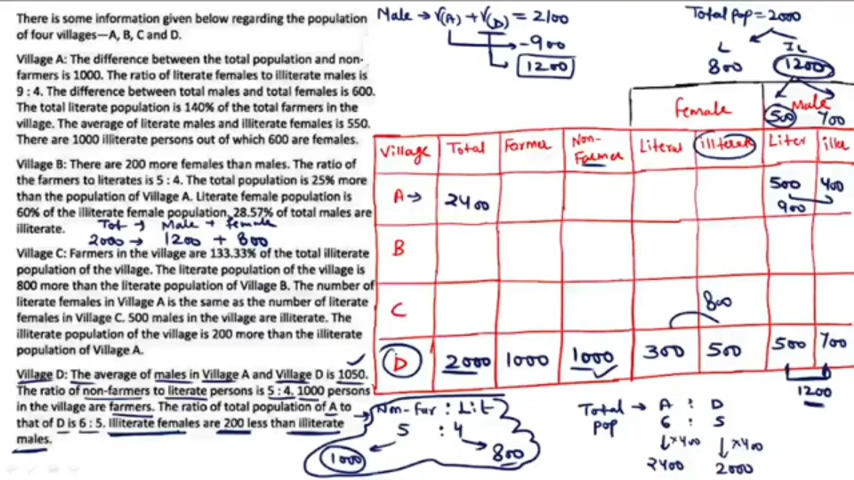 There is some information given below regarding the population
of four villages—A, B, C and D.
Village A: The difference between the total population and non-
farmers is 1000. The ratio of literate females to illiterate males is
9 : 4. The difference between total males and total females is 600.
The total literate population is 140% of the total farmers in the
village. The average of literate males and illiterate females is 550.
There are 1000 illiterate persons out of which 600 are females.
Village B: There are 200 more females than males. The ratio of
the farmers to literates is 5 : 4. The total population is 25% more
than the population of Village A. Literate female population is
60% of the illiterate female population. 28.57% of total males are
illiterate.
Tot → Male + female
2000 → 1200 + 800
Village C: Farmers in the village are 133.33% of the total illiterate
population of the village. The literate population of the village is
800 more than the literate population of Village B. The number of
literate females in Village A is the same as the number of literate
females in Village C. 500 males in the village are illiterate. The
illiterate population of the village is 200 more than the illiterate
population of Village A.
Village D: The average of males in Village A and Village D is 1050.
The ratio of non-farmers to literate persons is 5 : 4. 1000 persons
in the village are farmers. The ratio of total population of A to
that of D is 6 : 5. Illiterate females are 200 less than illiterate
males.
Male → V(A) + V(D) = 2100
-900
1200
Total pop = 2000
L IL
800 1200
500 700
Female Male
Village Total Farmer Non-Farmer Literal illiterate Liter ille
A → 2400 500 400
900
B
C 800
D 2000 1000 1000 300 500 500 700
1200
Non-Far : Lit
5 : 4
1000 800
Total → A : D
pop 6 : 5
↓×400 ↓×400
2400 2000